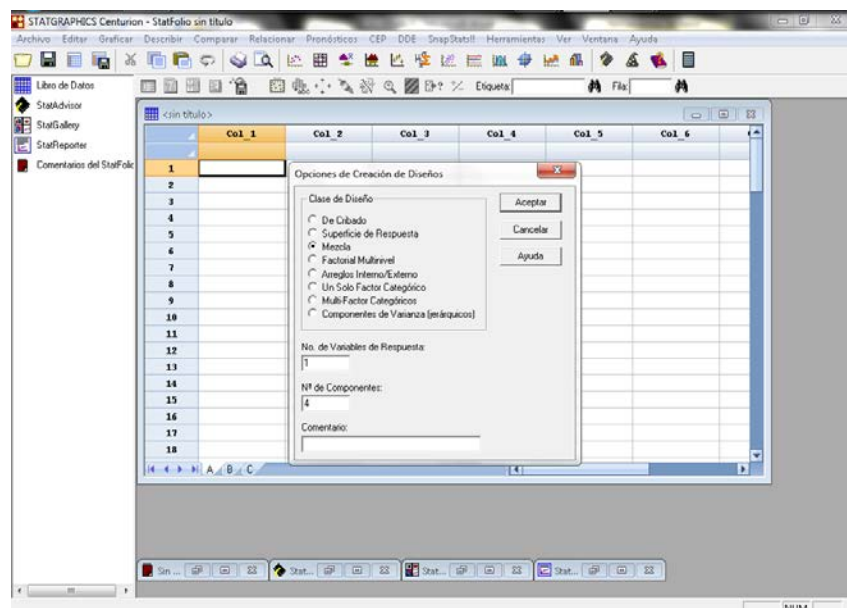 STATGRAPHICS Centurion - StatFolio sin título
Archivo Editar Graficar Describir Comparar Relacionar Pronósticos CEP DDE SnapStats!! Herramientas Ver Ventana Ayuda
Etiqueta: Fila:
Libro de Datos
StatAdvisor
StatGallery
StatReporter
Comentarios del StatFolio
<sin título>
Col_1 Col_2 Col_3 Col_4 Col_5 Col_6
1
2
3
4
5
6
7
8
9
10
11
12
13
14
15
16
17
18
A B C
Opciones de Creación de Diseños
Clase de Diseño
De Cribado
Superficie de Respuesta
Mezcla
Factorial Multinivel
Arreglos Interno/Externo
Un Solo Factor Categórico
Multi-Factor Categóricos
Componentes de Varianza (jerárquicos)
Aceptar
Cancelar
Ayuda
No. de Variables de Respuesta:
1
Nº de Componentes:
4
Comentario:
Sin ... Stat... Stat... Stat...
NUM